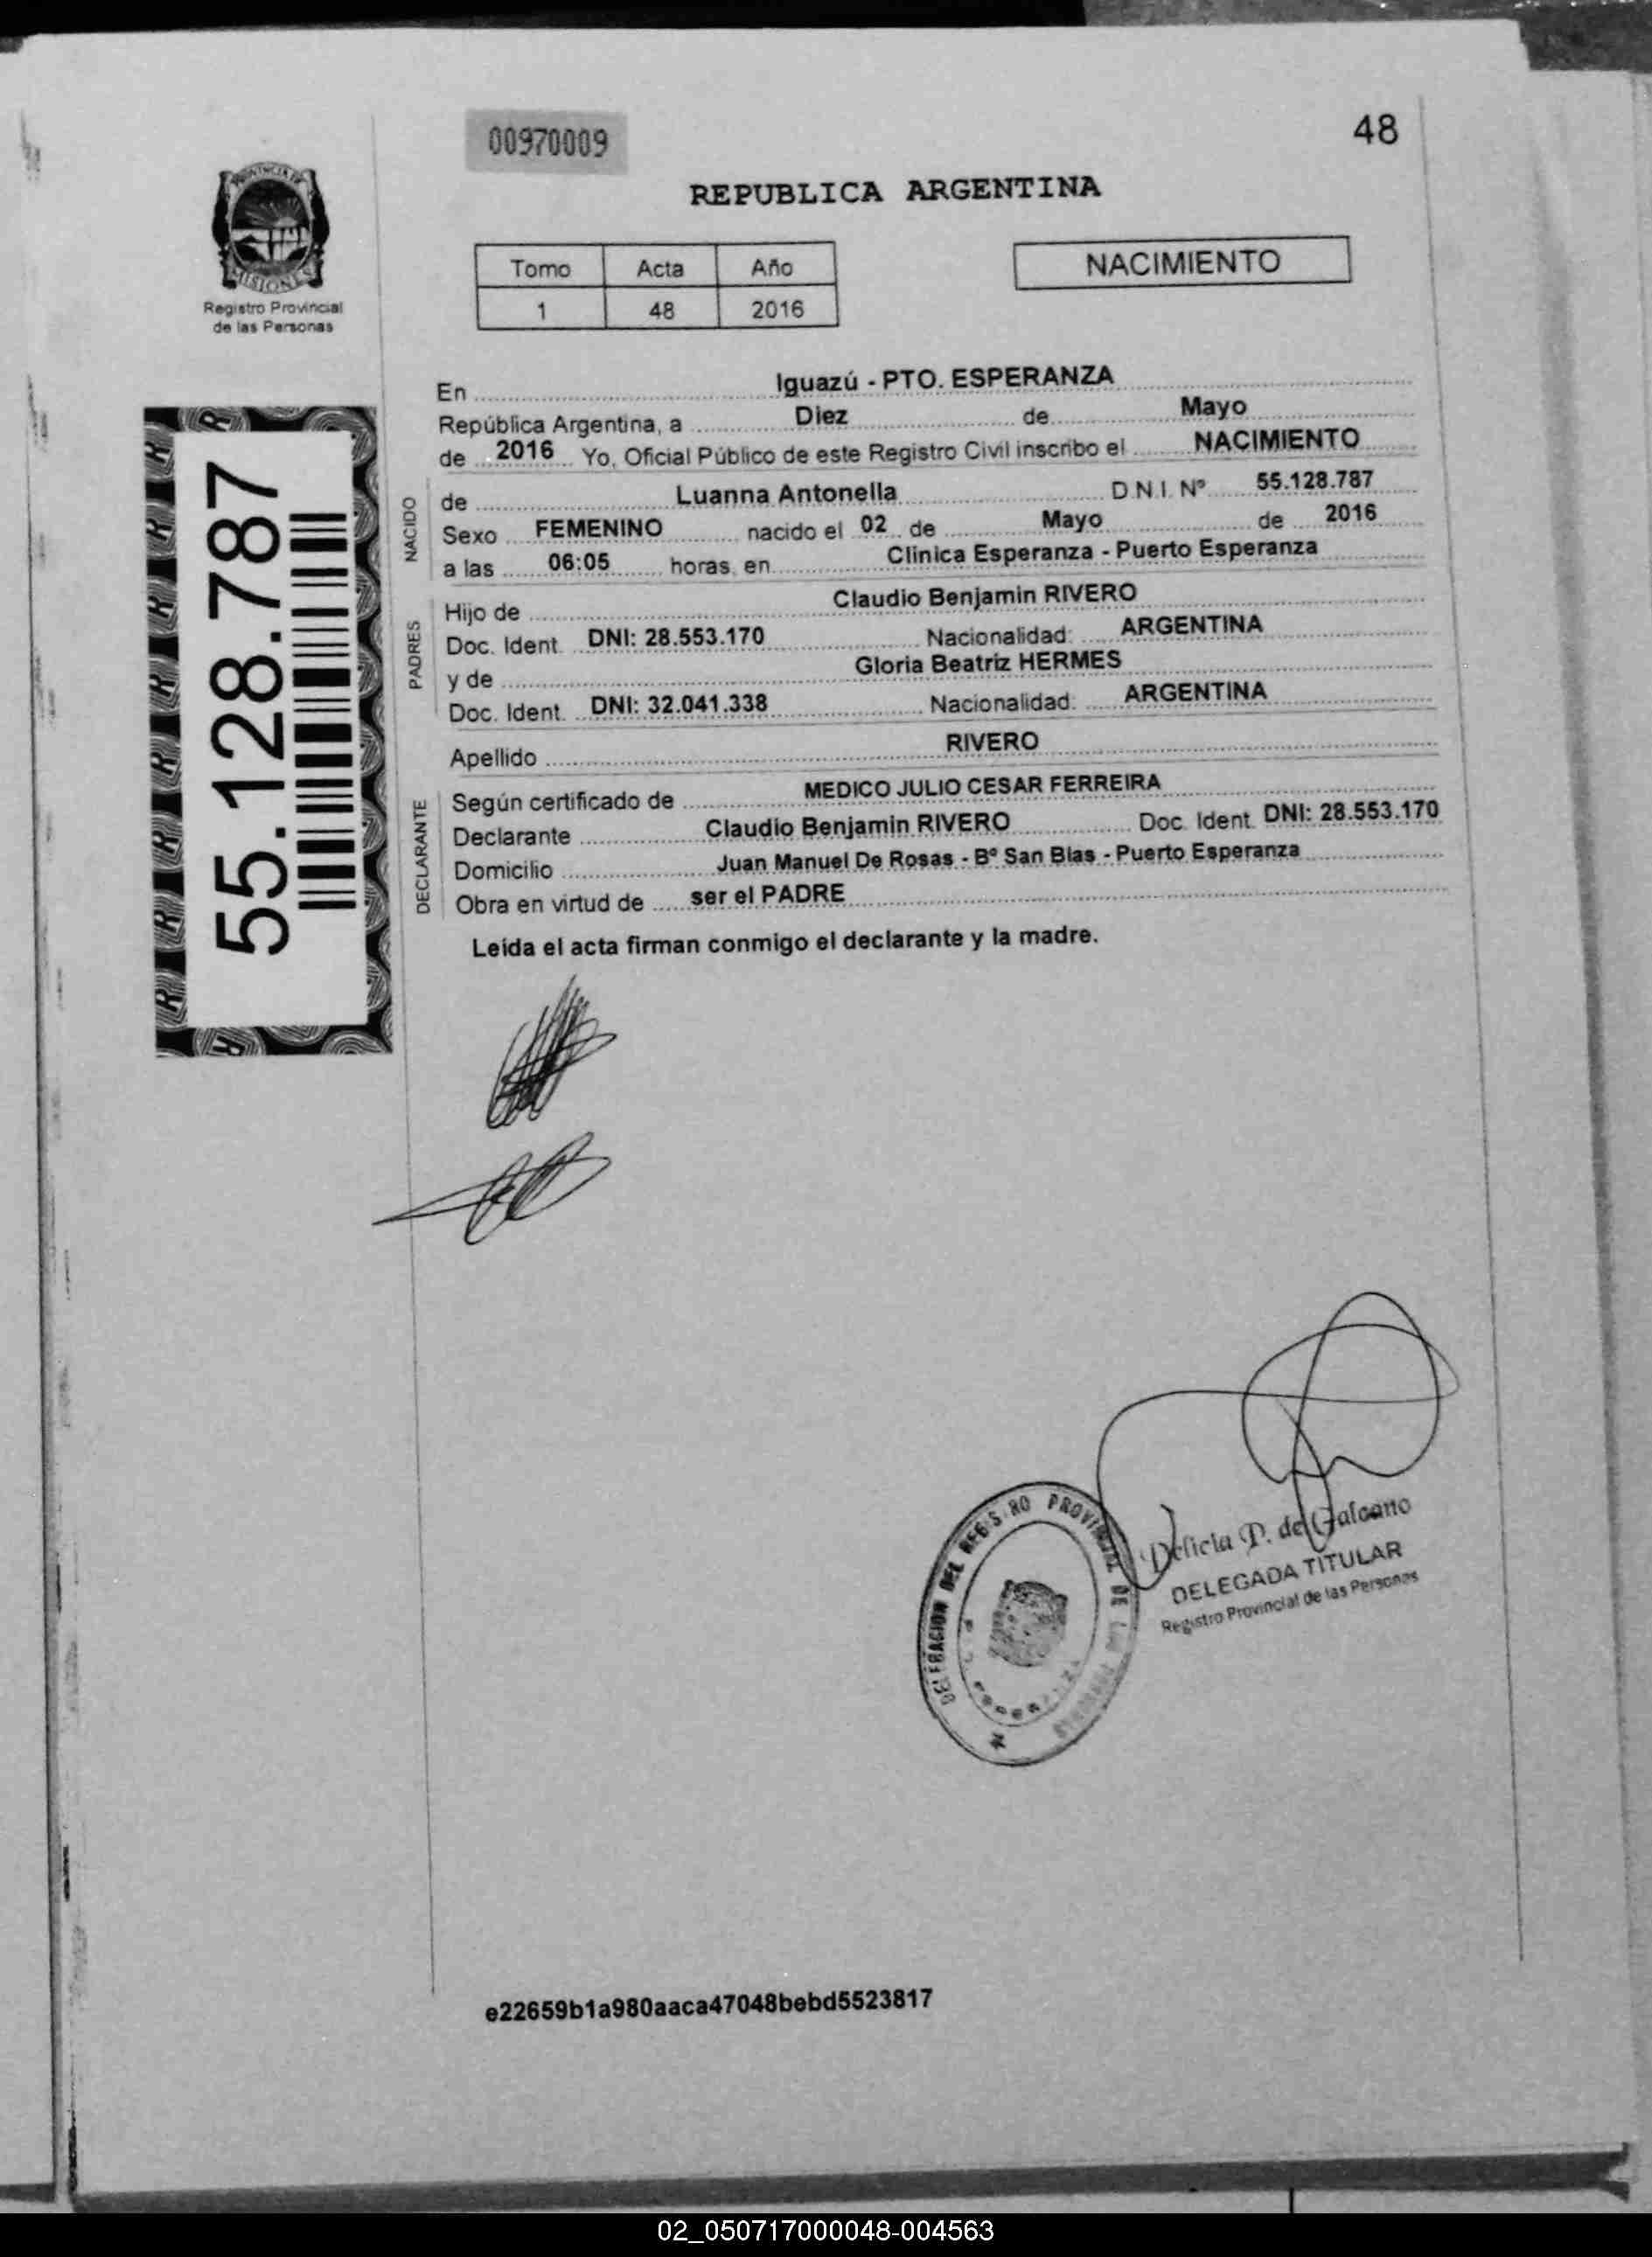 00970009
48
PROVINCIA DE
MISIONES
Registro Provincial
de las Personas
REPUBLICA ARGENTINA
Tomo Acta Año
1 48 2016
NACIMIENTO
55.128.787
En Iguazú - PTO. ESPERANZA
República Argentina, a Diez de Mayo
de 2016 Yo, Oficial Público de este Registro Civil inscribo el NACIMIENTO
NACIDO
de Luanna Antonella D.N.I. Nº 55.128.787
Sexo FEMENINO nacido el 02 de Mayo de 2016
a las 06:05 horas, en Clinica Esperanza - Puerto Esperanza
PADRES
Hijo de Claudio Benjamin RIVERO
Doc. Ident. DNI: 28.553.170 Nacionalidad: ARGENTINA
y de Gloria Beatriz HERMES
Doc. Ident. DNI: 32.041.338 Nacionalidad: ARGENTINA
Apellido RIVERO
DECLARANTE
Según certificado de MEDICO JULIO CESAR FERREIRA
Declarante Claudio Benjamin RIVERO Doc. Ident. DNI: 28.553.170
Domicilio Juan Manuel De Rosas - Bº San Blas - Puerto Esperanza
Obra en virtud de ser el PADRE
Leída el acta firman conmigo el declarante y la madre.
Delicia P. de Galeano
DELEGADA TITULAR
Registro Provincial de las Personas
e22659b1a980aaca47048bebd5523817
02_050717000048-004563